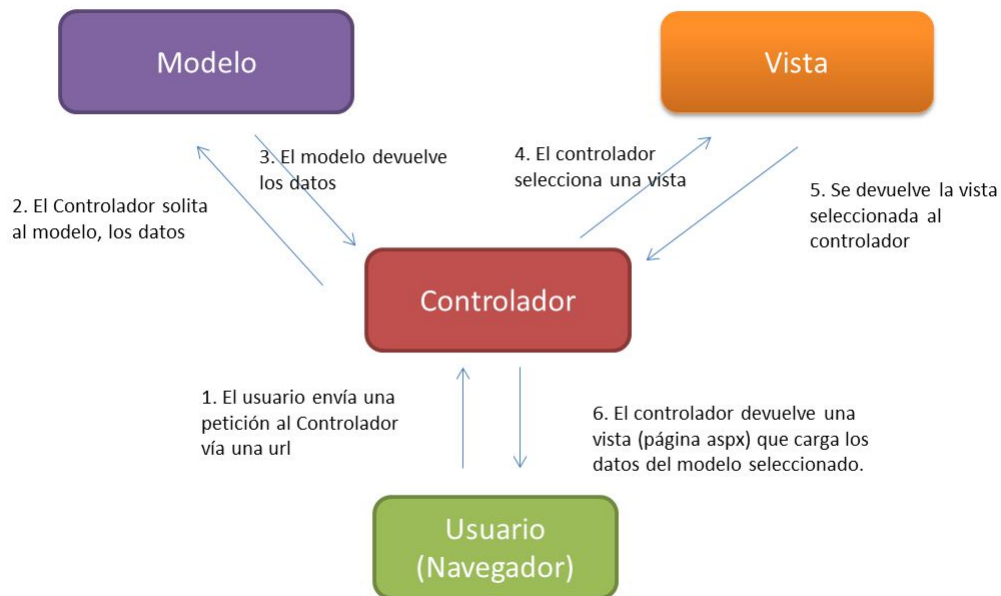 Modelo
Vista
3. El modelo devuelve
los datos
4. El controlador
selecciona una vista
2. El Controlador solita
al modelo, los datos
5. Se devuelve la vista
seleccionada al
controlador
Controlador
1. El usuario envía una
petición al Controlador
vía una url
6. El controlador devuelve una
vista (página aspx) que carga los
datos del modelo seleccionado.
Usuario
(Navegador)